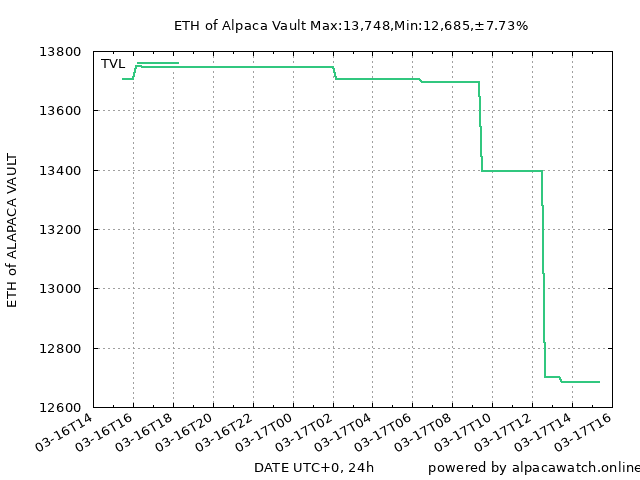 ETH of Alpaca Vault Max:13,748,Min:12,685,±7.73%
TVL
13800
13600
13400
13200
13000
12800
12600
ETH of ALAPACA VAULT
03-16T14
03-16T16
03-16T18
03-16T20
03-16T22
03-17T00
03-17T02
03-17T04
03-17T06
03-17T08
03-17T10
03-17T12
03-17T14
03-17T16
DATE UTC+0, 24h
powered by alpacawatch.online